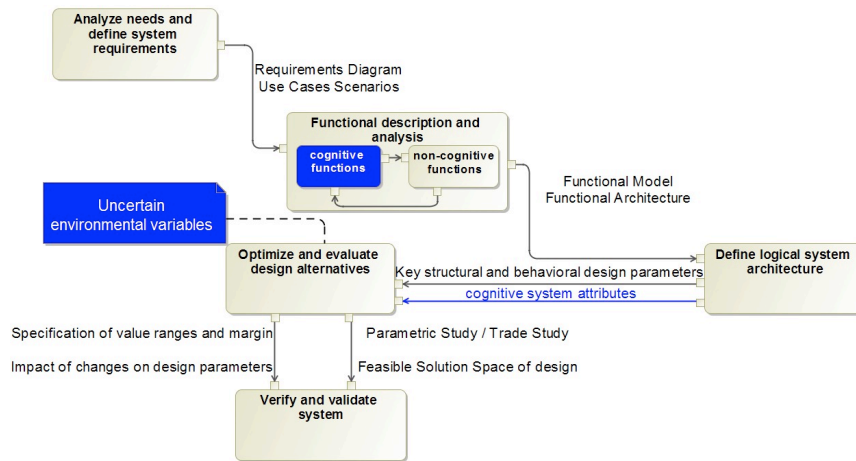 Analyze needs and
define system
requirements
Requirements Diagram
Use Cases Scenarios
Functional description and
analysis
cognitive
functions
non-cognitive
functions
Functional Model
Functional Architecture
Uncertain
environmental variables
Optimize and evaluate
design alternatives
Key structural and behavioral design parameters
cognitive system attributes
Define logical system
architecture
Specification of value ranges and margin
Parametric Study / Trade Study
Impact of changes on design parameters
Feasible Solution Space of design
Verify and validate
system